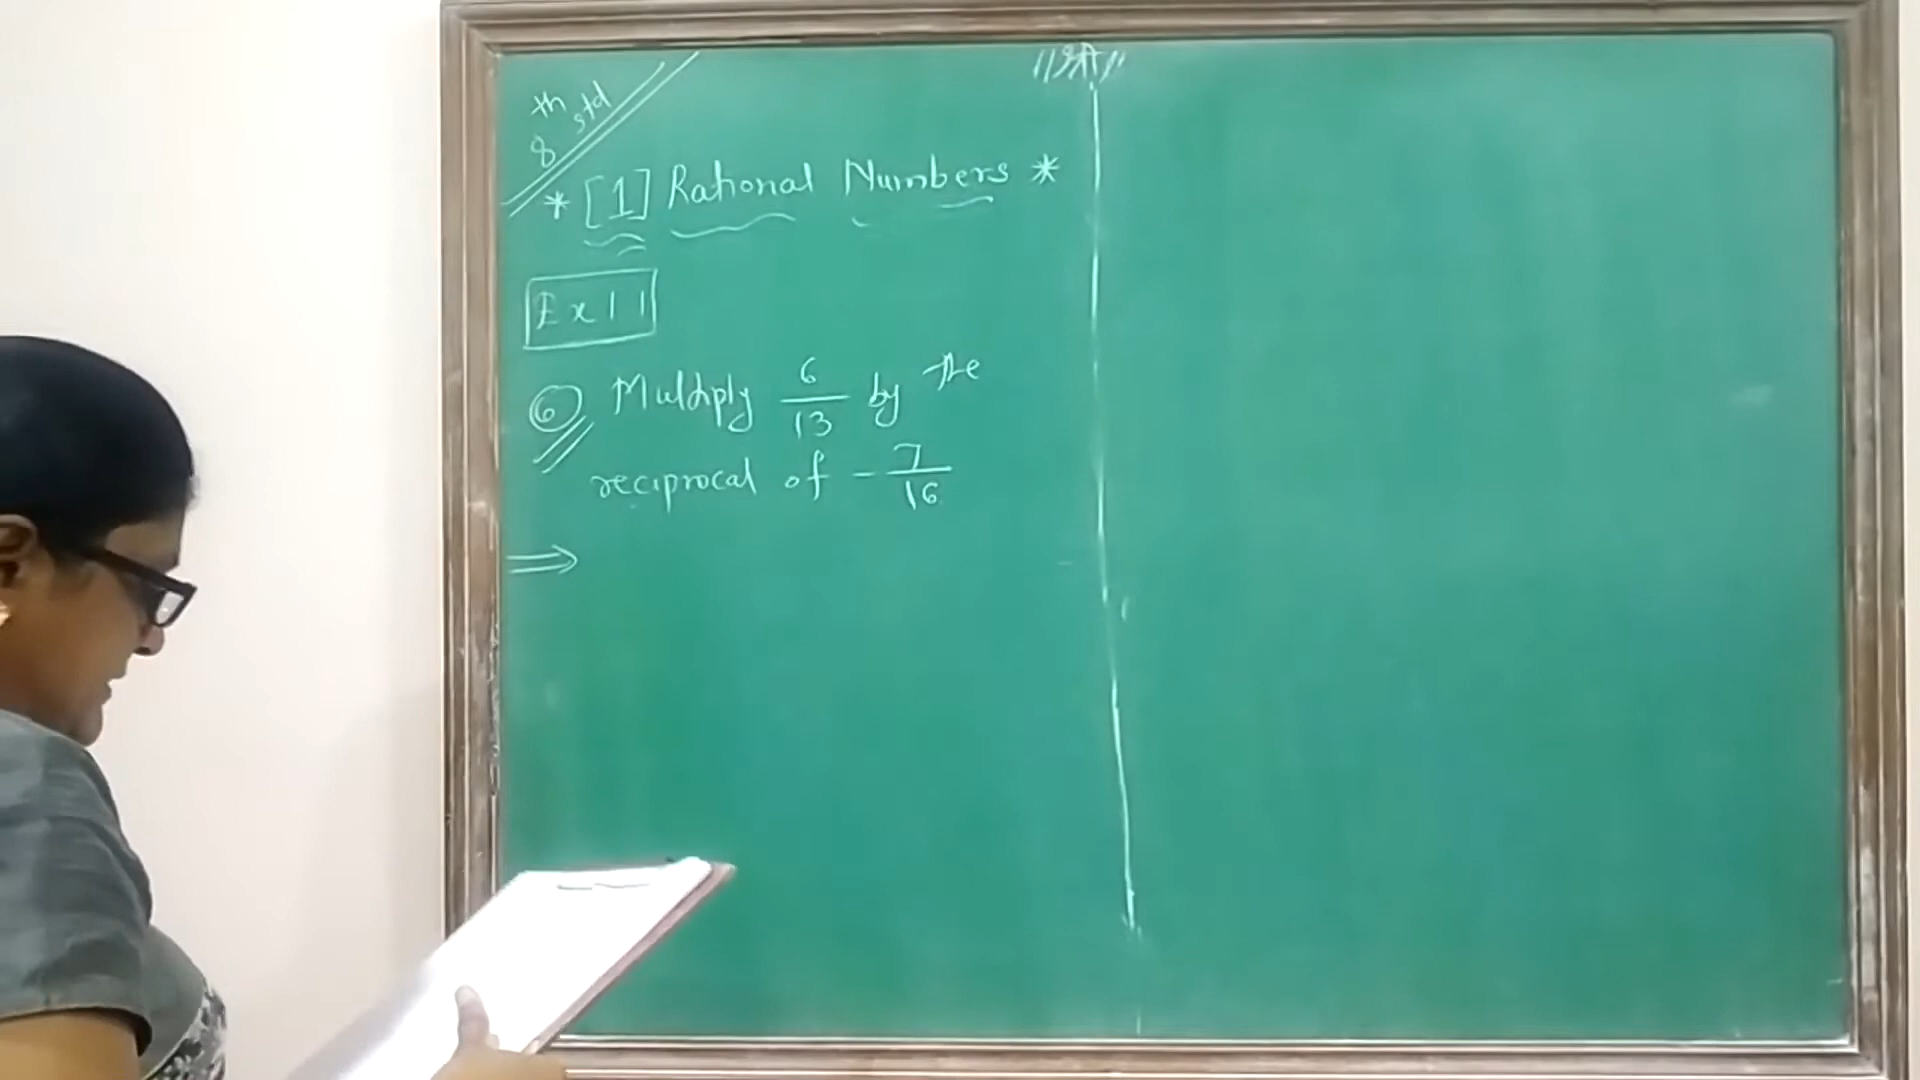 8th std
॥ श्री ॥
* [1] Rational Numbers *
Ex 1 1
6 Multiply 6/13 by the
reciprocal of - 7/16
⇒